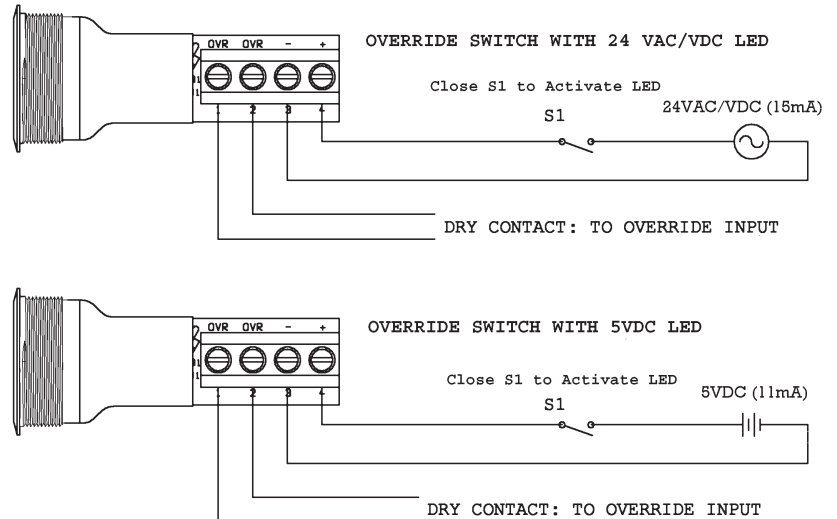 OVR OVR - +
OVERRIDE SWITCH WITH 24 VAC/VDC LED
Close S1 to Activate LED
24VAC/VDC (15mA)
S1
1 2 3 4
DRY CONTACT: TO OVERRIDE INPUT
OVR OVR - +
OVERRIDE SWITCH WITH 5VDC LED
Close S1 to Activate LED
5VDC (11mA)
S1
1 2 3 4
DRY CONTACT: TO OVERRIDE INPUT